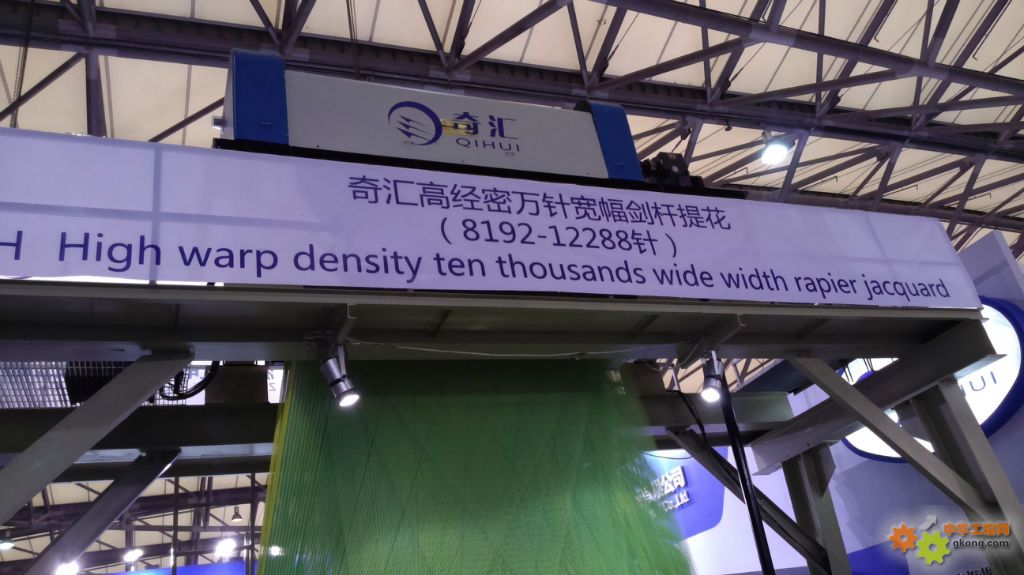 奇汇
QIHUI
奇汇高经密万针宽幅剑杆提花
(8192-12288针)
H High warp density ten thousands wide width rapier jacquard
公司
中华工控网
gkong.com